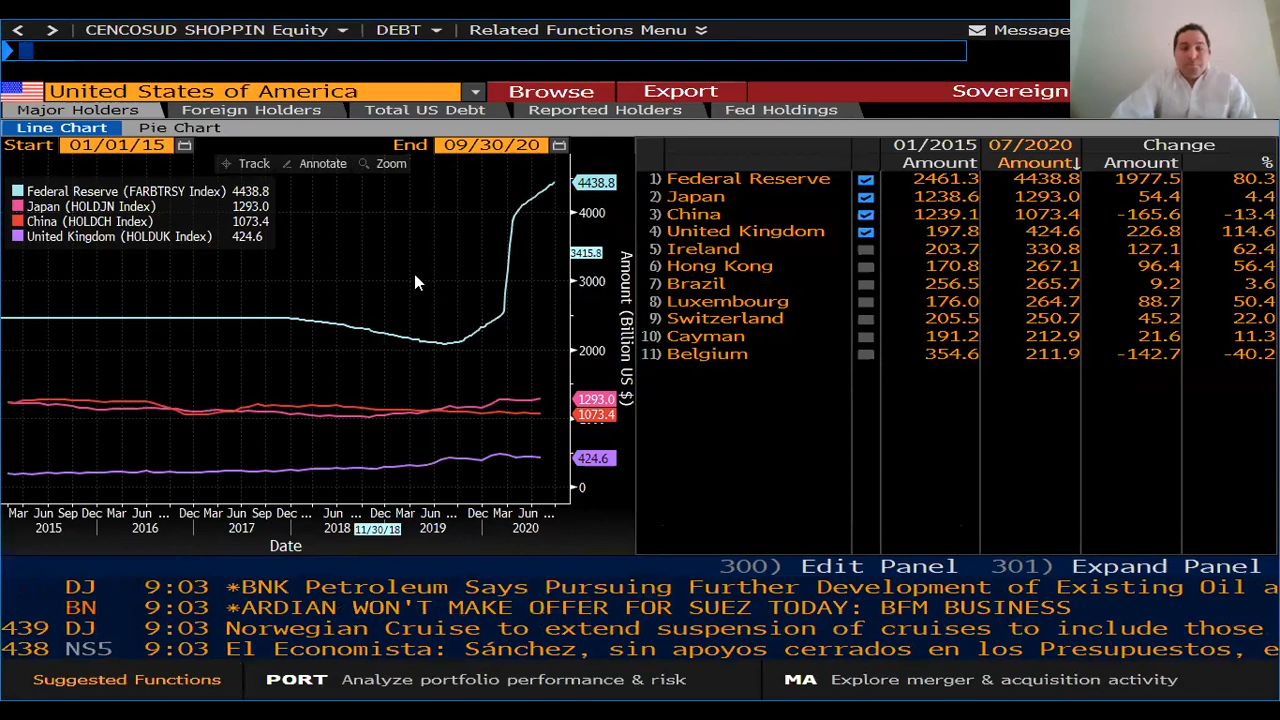 CENCOSUD SHOPPIN Equity DEBT Related Functions Menu Message
United States of America Browse Export Sovereign
Major Holders Foreign Holders Total US Debt Reported Holders Fed Holdings
Line Chart Pie Chart
Start 01/01/15 End 09/30/20
Track Annotate Zoom
Federal Reserve (FARBTRSY Index) 4438.8
Japan (HOLDJN Index) 1293.0
China (HOLDCH Index) 1073.4
United Kingdom (HOLDUK Index) 424.6
4438.8
4000
3415.8
3000
2000
1293.0
1073.4
424.6
0
Amount (Billion US $)
Mar Jun Sep Dec Mar Jun ... Dec Mar Jun Sep Dec ... Jun ... Dec Mar Jun ... Dec Mar Jun ...
2015 2016 2017 2018 11/30/18 2019 2020
Date
01/2015 07/2020 Change
Amount Amount↓ Amount %
1) Federal Reserve 2461.3 4438.8 1977.5 80.3
2) Japan 1238.6 1293.0 54.4 4.4
3) China 1239.1 1073.4 -165.6 -13.4
4) United Kingdom 197.8 424.6 226.8 114.6
5) Ireland 203.7 330.8 127.1 62.4
6) Hong Kong 170.8 267.1 96.4 56.4
7) Brazil 256.5 265.7 9.2 3.6
8) Luxembourg 176.0 264.7 88.7 50.4
9) Switzerland 205.5 250.7 45.2 22.0
10) Cayman 191.2 212.9 21.6 11.3
11) Belgium 354.6 211.9 -142.7 -40.2
300) Edit Panel 301) Expand Panel
DJ 9:03 *BNK Petroleum Says Pursuing Further Development of Existing Oil a
BN 9:03 *ARDIAN WON'T MAKE OFFER FOR SUEZ TODAY: BFM BUSINESS
439 DJ 9:03 Norwegian Cruise to extend suspension of cruises to include those
438 NS5 9:03 El Economista: Sánchez, sin apoyos cerrados en los Presupuestos, e
Suggested Functions PORT Analyze portfolio performance & risk MA Explore merger & acquisition activity